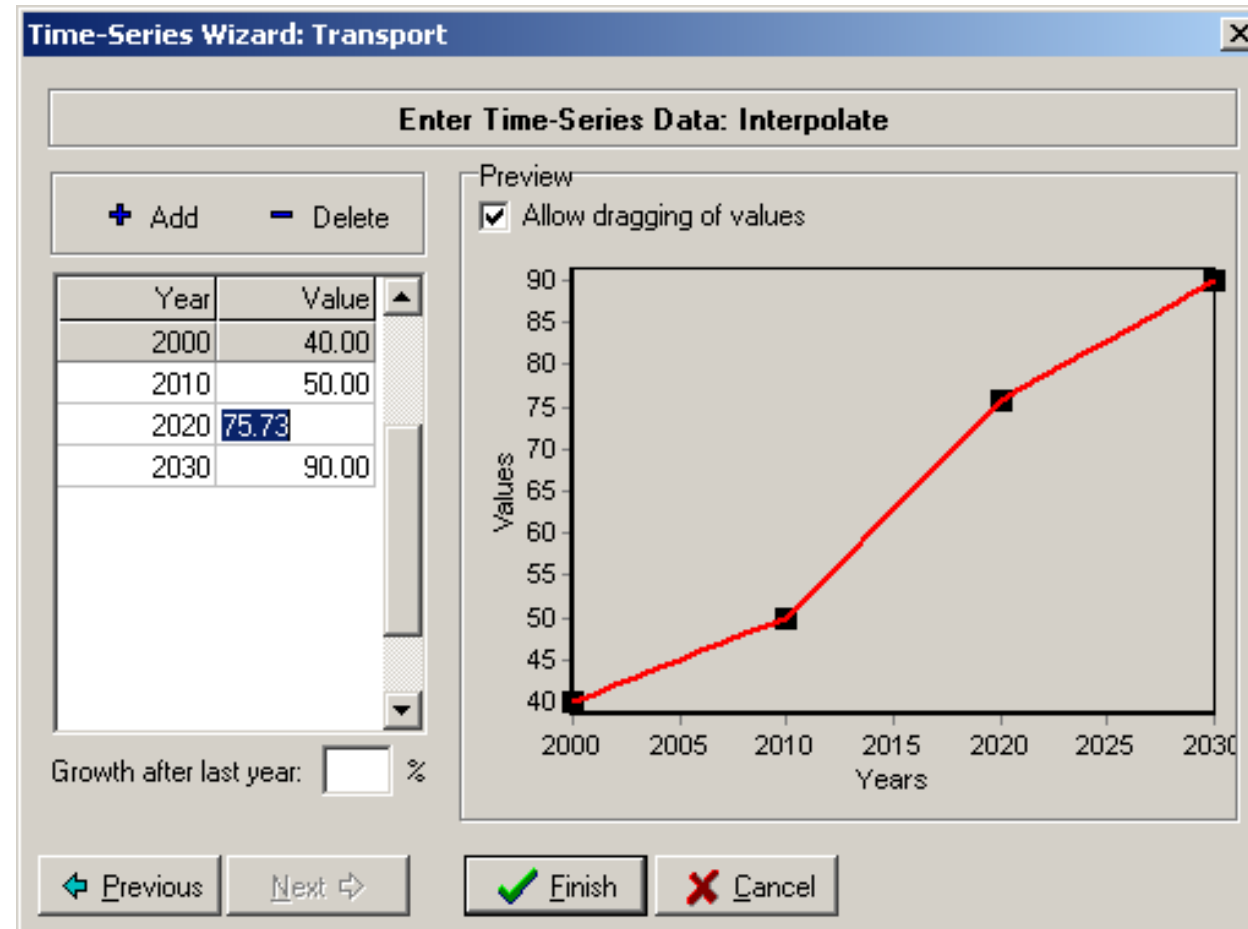 Time-Series Wizard: Transport
Enter Time-Series Data: Interpolate
Add Delete
Year Value
2000 40.00
2010 50.00
2020 75.73
2030 90.00
Growth after last year: %
Preview
Allow dragging of values
90
85
80
75
70
65
60
55
50
45
40
Values
2000 2005 2010 2015 2020 2025 2030
Years
Previous Next Finish Cancel